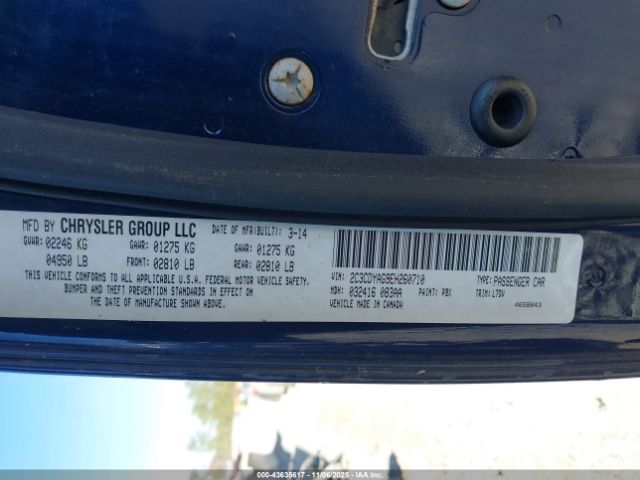 MFD BY CHRYSLER GROUP LLC DATE OF MFR(BUILT): 3-14
GVWR: 02246 KG GAWR: 01275 KG GAWR: 01275 KG
04950 LB FRONT: 02810 LB REAR: 02810 LB
THIS VEHICLE CONFORMS TO ALL APPLICABLE U.S.A. FEDERAL MOTOR VEHICLE SAFETY,
BUMPER AND THEFT PREVENTION STANDARDS IN EFFECT ON
THE DATE OF MANUFACTURE SHOWN ABOVE.
VIN: 2C3CDYAG9EH260710 TYPE: PASSENGER CAR
MDH: 032416 083AA PAINT: PBX TRIM: L7DV
VEHICLE MADE IN CANADA 4658843
000-43635617 11/06/2025 IAA Inc. Copyright